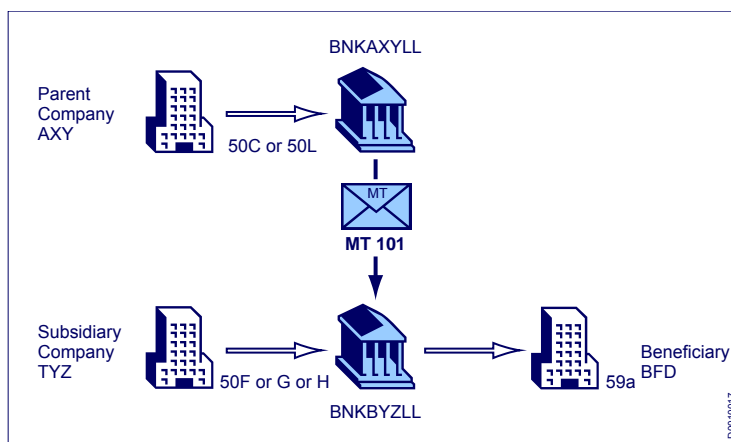 BNKAXYLL
Parent
Company
AXY
50C or 50L
MT
MT 101
Subsidiary
Company
TYZ
50F or G or H
BNKBYZLL
Beneficiary
BFD
59a
D0010017